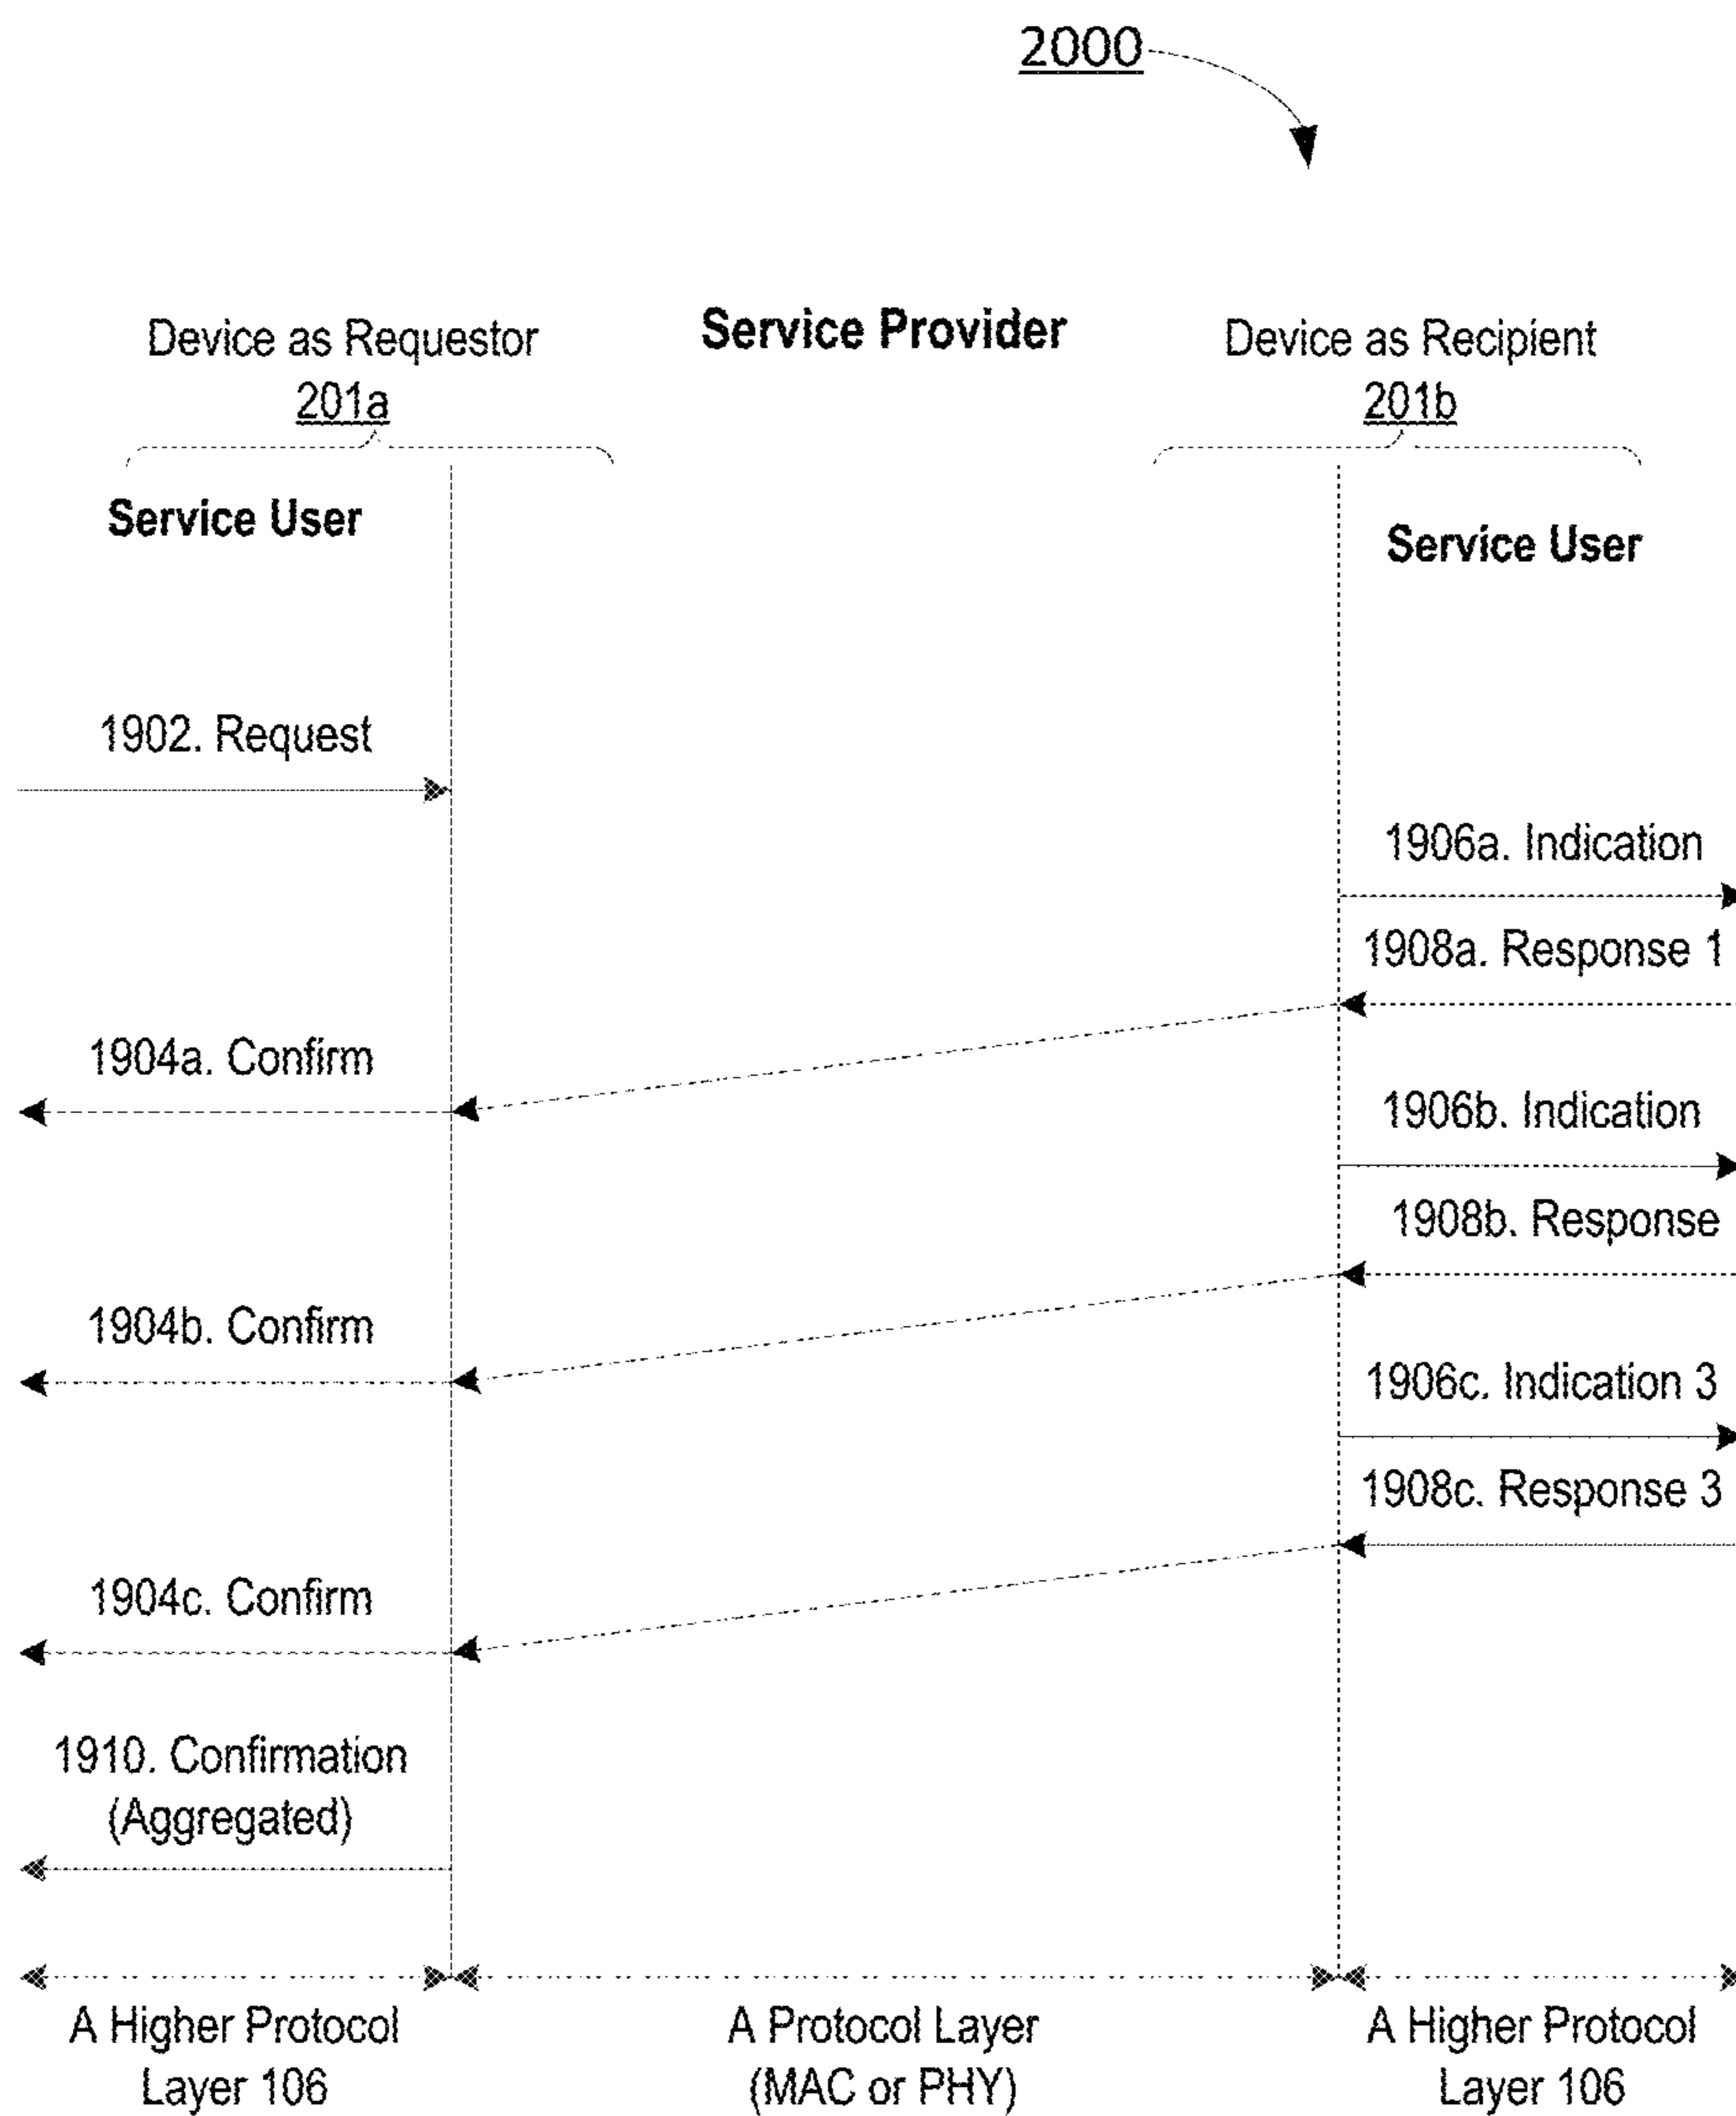 2000
Device as Requestor
201a
Service Provider
Device as Recipient
201b
Service User
Service User
1902. Request
1906a. Indication
1908a. Response 1
1904a. Confirm
1906b. Indication
1908b. Response
1904b. Confirm
1906c. Indication 3
1908c. Response 3
1904c. Confirm
1910. Confirmation
(Aggregated)
A Higher Protocol
Layer 106
A Protocol Layer
(MAC or PHY)
A Higher Protocol
Layer 106